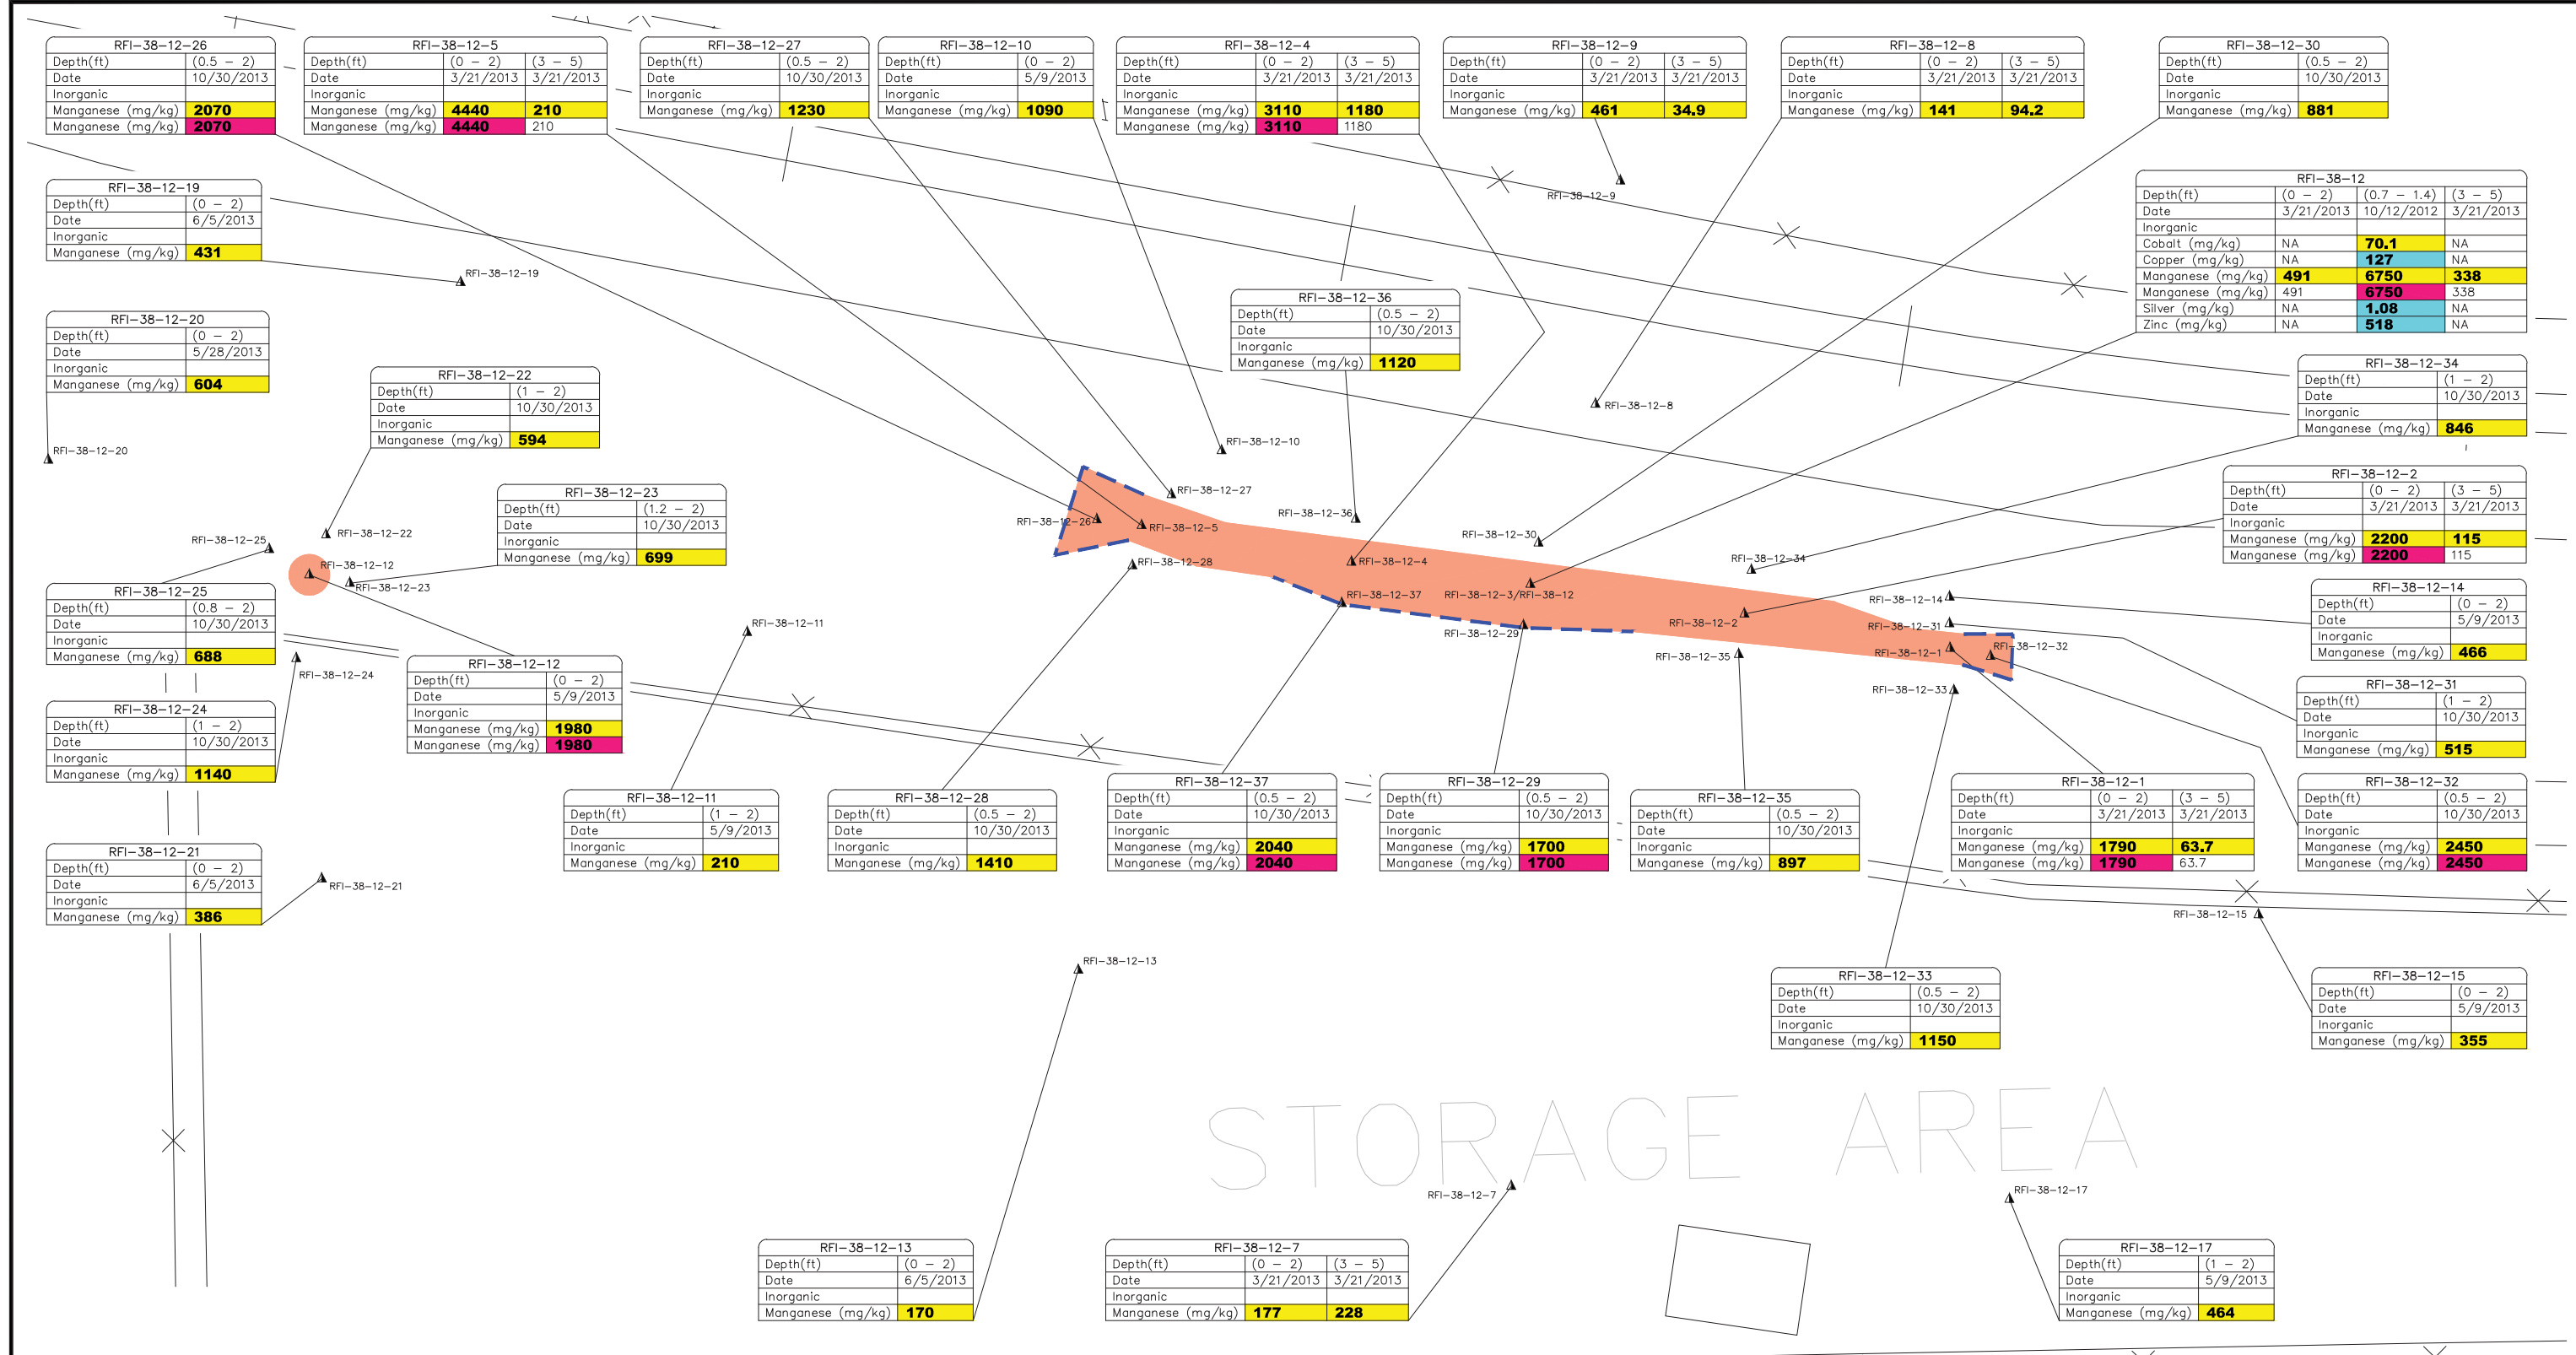 RFI-38-12-26
Depth(ft) (0.5 - 2)
Date 10/30/2013
Inorganic
Manganese (mg/kg) 2070
Manganese (mg/kg) 2070
RFI-38-12-5
Depth(ft) (0 - 2) (3 - 5)
Date 3/21/2013 3/21/2013
Inorganic
Manganese (mg/kg) 4440 210
Manganese (mg/kg) 4440 210
RFI-38-12-27
Depth(ft) (0.5 - 2)
Date 10/30/2013
Inorganic
Manganese (mg/kg) 1230
RFI-38-12-10
Depth(ft) (0 - 2)
Date 5/9/2013
Inorganic
Manganese (mg/kg) 1090
RFI-38-12-4
Depth(ft) (0 - 2) (3 - 5)
Date 3/21/2013 3/21/2013
Inorganic
Manganese (mg/kg) 3110 1180
Manganese (mg/kg) 3110 1180
RFI-38-12-9
Depth(ft) (0 - 2) (3 - 5)
Date 3/21/2013 3/21/2013
Inorganic
Manganese (mg/kg) 461 34.9
RFI-38-12-8
Depth(ft) (0 - 2) (3 - 5)
Date 3/21/2013 3/21/2013
Inorganic
Manganese (mg/kg) 141 94.2
RFI-38-12-30
Depth(ft) (0.5 - 2)
Date 10/30/2013
Inorganic
Manganese (mg/kg) 881
RFI-38-12-19
Depth(ft) (0 - 2)
Date 6/5/2013
Inorganic
Manganese (mg/kg) 431
RFI-38-12-9
RFI-38-12
Depth(ft) (0 - 2) (0.7 - 1.4) (3 - 5)
Date 3/21/2013 10/12/2012 3/21/2013
Inorganic
Cobalt (mg/kg) NA 70.1 NA
Copper (mg/kg) NA 127 NA
Manganese (mg/kg) 491 6750 338
Manganese (mg/kg) 491 6750 338
Silver (mg/kg) NA 1.08 NA
Zinc (mg/kg) NA 518 NA
RFI-38-12-19
RFI-38-12-36
Depth(ft) (0.5 - 2)
Date 10/30/2013
Inorganic
Manganese (mg/kg) 1120
RFI-38-12-20
Depth(ft) (0 - 2)
Date 5/28/2013
Inorganic
Manganese (mg/kg) 604
RFI-38-12-34
Depth(ft) (1 - 2)
Date 10/30/2013
Inorganic
Manganese (mg/kg) 846
RFI-38-12-22
Depth(ft) (1 - 2)
Date 10/30/2013
Inorganic
Manganese (mg/kg) 594
RFI-38-12-8
RFI-38-12-10
RFI-38-12-20
RFI-38-12-2
Depth(ft) (0 - 2) (3 - 5)
Date 3/21/2013 3/21/2013
Inorganic
Manganese (mg/kg) 2200 115
Manganese (mg/kg) 2200 115
RFI-38-12-23
Depth(ft) (1.2 - 2)
Date 10/30/2013
Inorganic
Manganese (mg/kg) 699
RFI-38-12-27
RFI-38-12-36
RFI-38-12-26
RFI-38-12-5
RFI-38-12-22
RFI-38-12-30
RFI-38-12-25
RFI-38-12-34
RFI-38-12-28
RFI-38-12-4
RFI-38-12-12
RFI-38-12-23
RFI-38-12-37
RFI-38-12-3/RFI-38-12
RFI-38-12-14
RFI-38-12-25
Depth(ft) (0.8 - 2)
Date 10/30/2013
Inorganic
Manganese (mg/kg) 688
RFI-38-12-14
Depth(ft) (0 - 2)
Date 5/9/2013
Inorganic
Manganese (mg/kg) 466
RFI-38-12-11
RFI-38-12-2
RFI-38-12-29
RFI-38-12-31
RFI-38-12-32
RFI-38-12-1
RFI-38-12-35
RFI-38-12-24
RFI-38-12-33
RFI-38-12-12
Depth(ft) (0 - 2)
Date 5/9/2013
Inorganic
Manganese (mg/kg) 1980
Manganese (mg/kg) 1980
RFI-38-12-31
Depth(ft) (1 - 2)
Date 10/30/2013
Inorganic
Manganese (mg/kg) 515
RFI-38-12-24
Depth(ft) (1 - 2)
Date 10/30/2013
Inorganic
Manganese (mg/kg) 1140
RFI-38-12-11
Depth(ft) (1 - 2)
Date 5/9/2013
Inorganic
Manganese (mg/kg) 210
RFI-38-12-28
Depth(ft) (0.5 - 2)
Date 10/30/2013
Inorganic
Manganese (mg/kg) 1410
RFI-38-12-37
Depth(ft) (0.5 - 2)
Date 10/30/2013
Inorganic
Manganese (mg/kg) 2040
Manganese (mg/kg) 2040
RFI-38-12-29
Depth(ft) (0.5 - 2)
Date 10/30/2013
Inorganic
Manganese (mg/kg) 1700
Manganese (mg/kg) 1700
RFI-38-12-35
Depth(ft) (0.5 - 2)
Date 10/30/2013
Inorganic
Manganese (mg/kg) 897
RFI-38-12-1
Depth(ft) (0 - 2) (3 - 5)
Date 3/21/2013 3/21/2013
Inorganic
Manganese (mg/kg) 1790 63.7
Manganese (mg/kg) 1790 63.7
RFI-38-12-32
Depth(ft) (0.5 - 2)
Date 10/30/2013
Inorganic
Manganese (mg/kg) 2450
Manganese (mg/kg) 2450
RFI-38-12-21
Depth(ft) (0 - 2)
Date 6/5/2013
Inorganic
Manganese (mg/kg) 386
RFI-38-12-21
RFI-38-12-15
RFI-38-12-13
RFI-38-12-33
Depth(ft) (0.5 - 2)
Date 10/30/2013
Inorganic
Manganese (mg/kg) 1150
RFI-38-12-15
Depth(ft) (0 - 2)
Date 5/9/2013
Inorganic
Manganese (mg/kg) 355
STORAGE AREA
RFI-38-12-7
RFI-38-12-17
RFI-38-12-13
Depth(ft) (0 - 2)
Date 6/5/2013
Inorganic
Manganese (mg/kg) 170
RFI-38-12-7
Depth(ft) (0 - 2) (3 - 5)
Date 3/21/2013 3/21/2013
Inorganic
Manganese (mg/kg) 177 228
RFI-38-12-17
Depth(ft) (1 - 2)
Date 5/9/2013
Inorganic
Manganese (mg/kg) 464